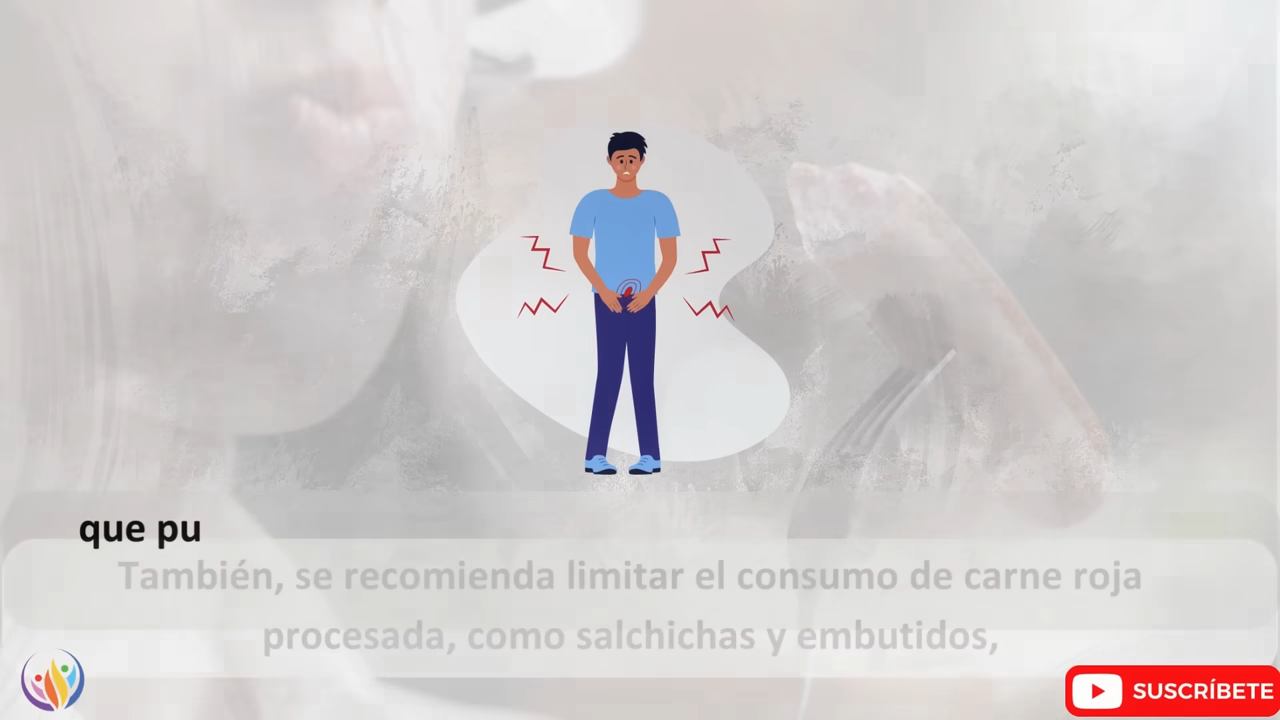 que pu
También, se recomienda limitar el consumo de carne roja
procesada, como salchichas y embutidos,
SUSCRÍBETE